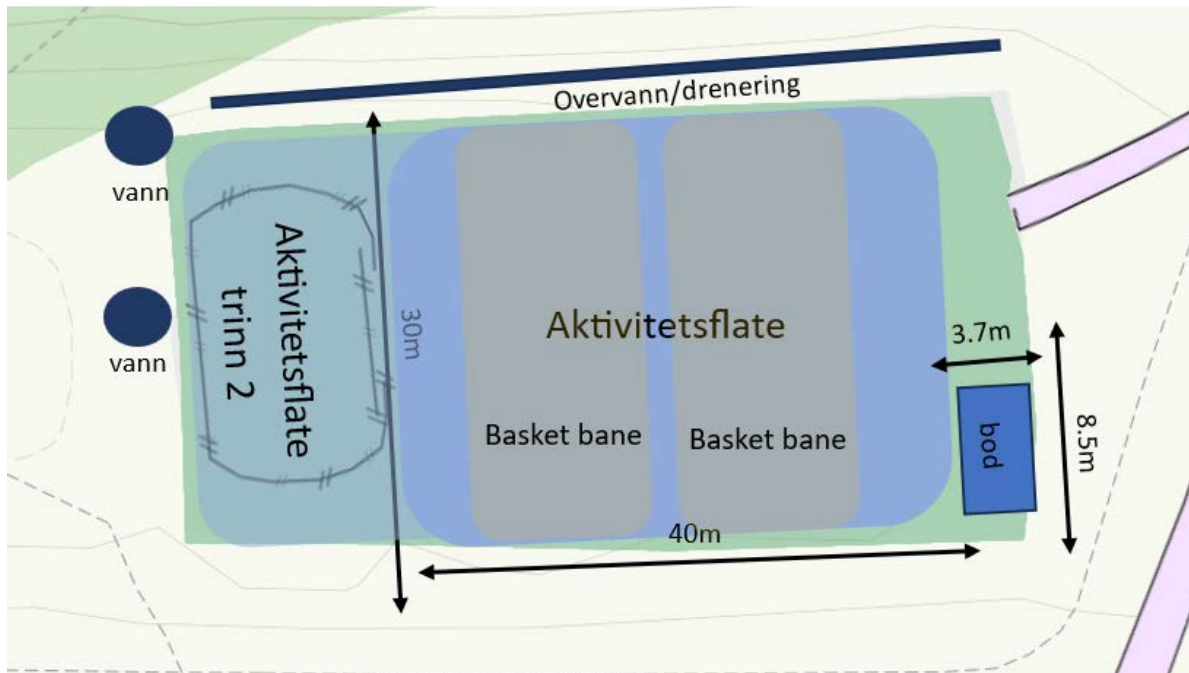 Overvann/drenering
vann
vann
Aktivitetsflate
trinn 2
30m
Aktivitetsflate
Basket bane
Basket bane
3.7m
8.5m
bod
40m